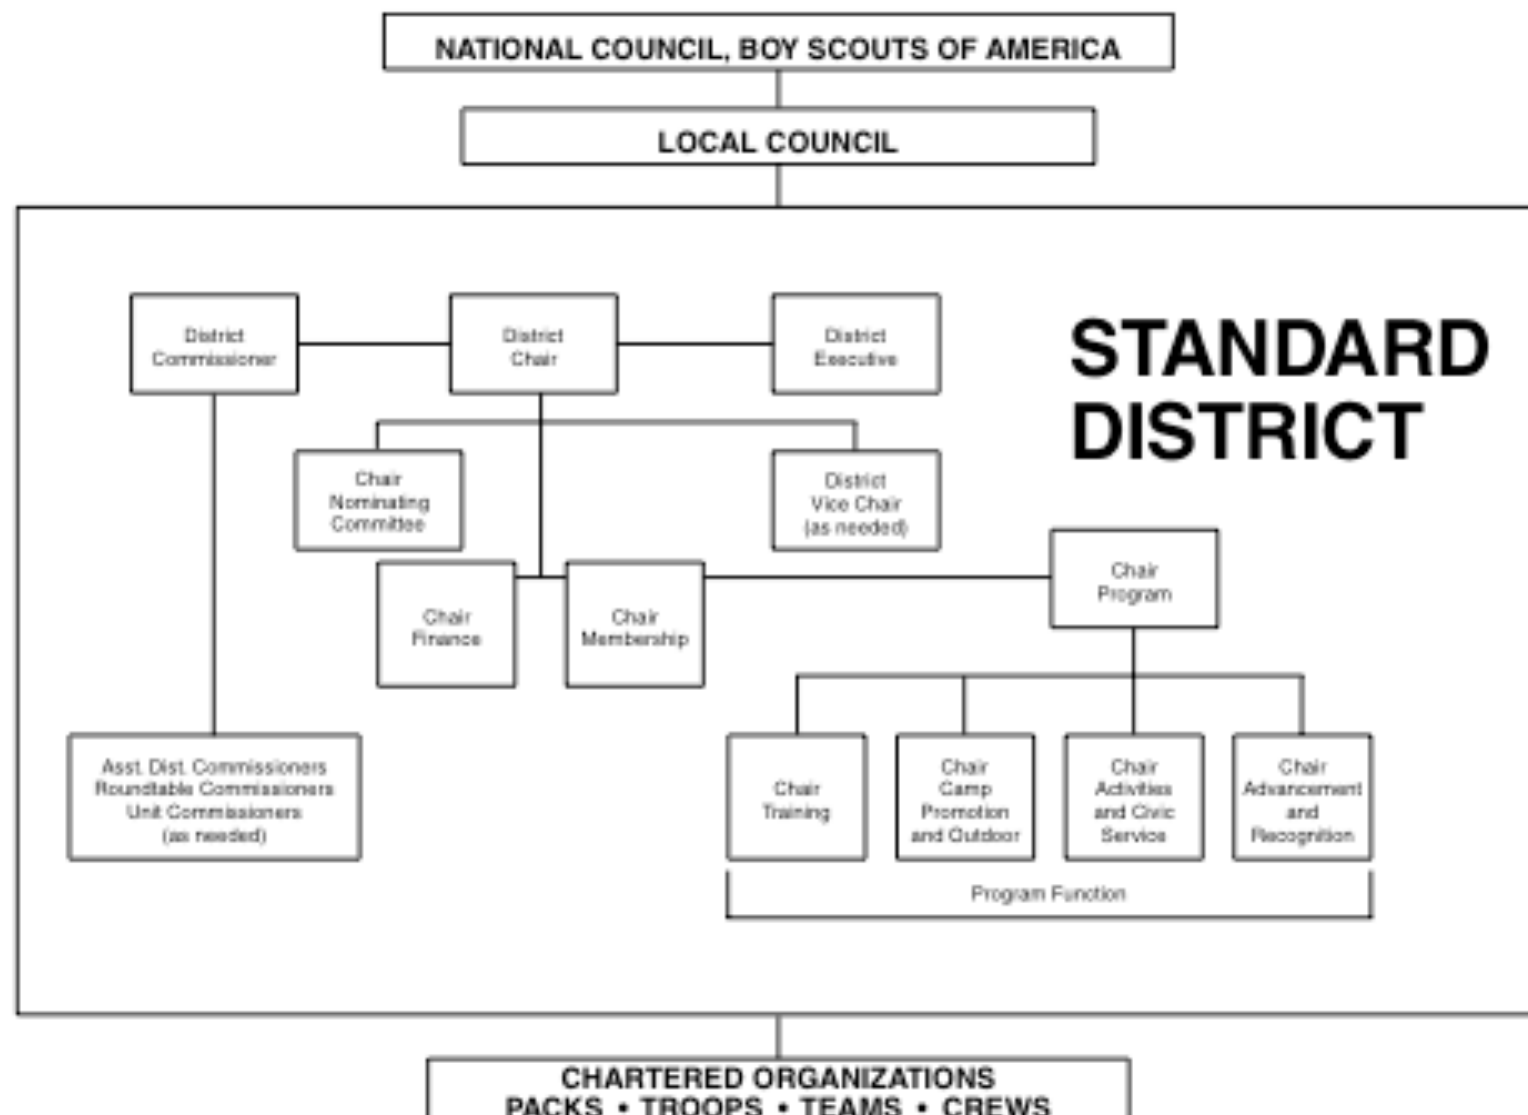 NATIONAL COUNCIL, BOY SCOUTS OF AMERICA
LOCAL COUNCIL
STANDARD
DISTRICT
District
Commissioner
District
Chair
District
Executive
Chair
Nominating
Committee
District
Vice Chair
(as needed)
Chair
Finance
Chair
Membership
Chair
Program
Asst. Dist. Commissioners
Roundtable Commissioners
Unit Commissioners
(as needed)
Chair
Training
Chair
Camp
Promotion
and Outdoor
Chair
Activities
and Civic
Service
Chair
Advancement
and
Recognition
Program Function
CHARTERED ORGANIZATIONS
PACKS • TROOPS • TEAMS • CREWS